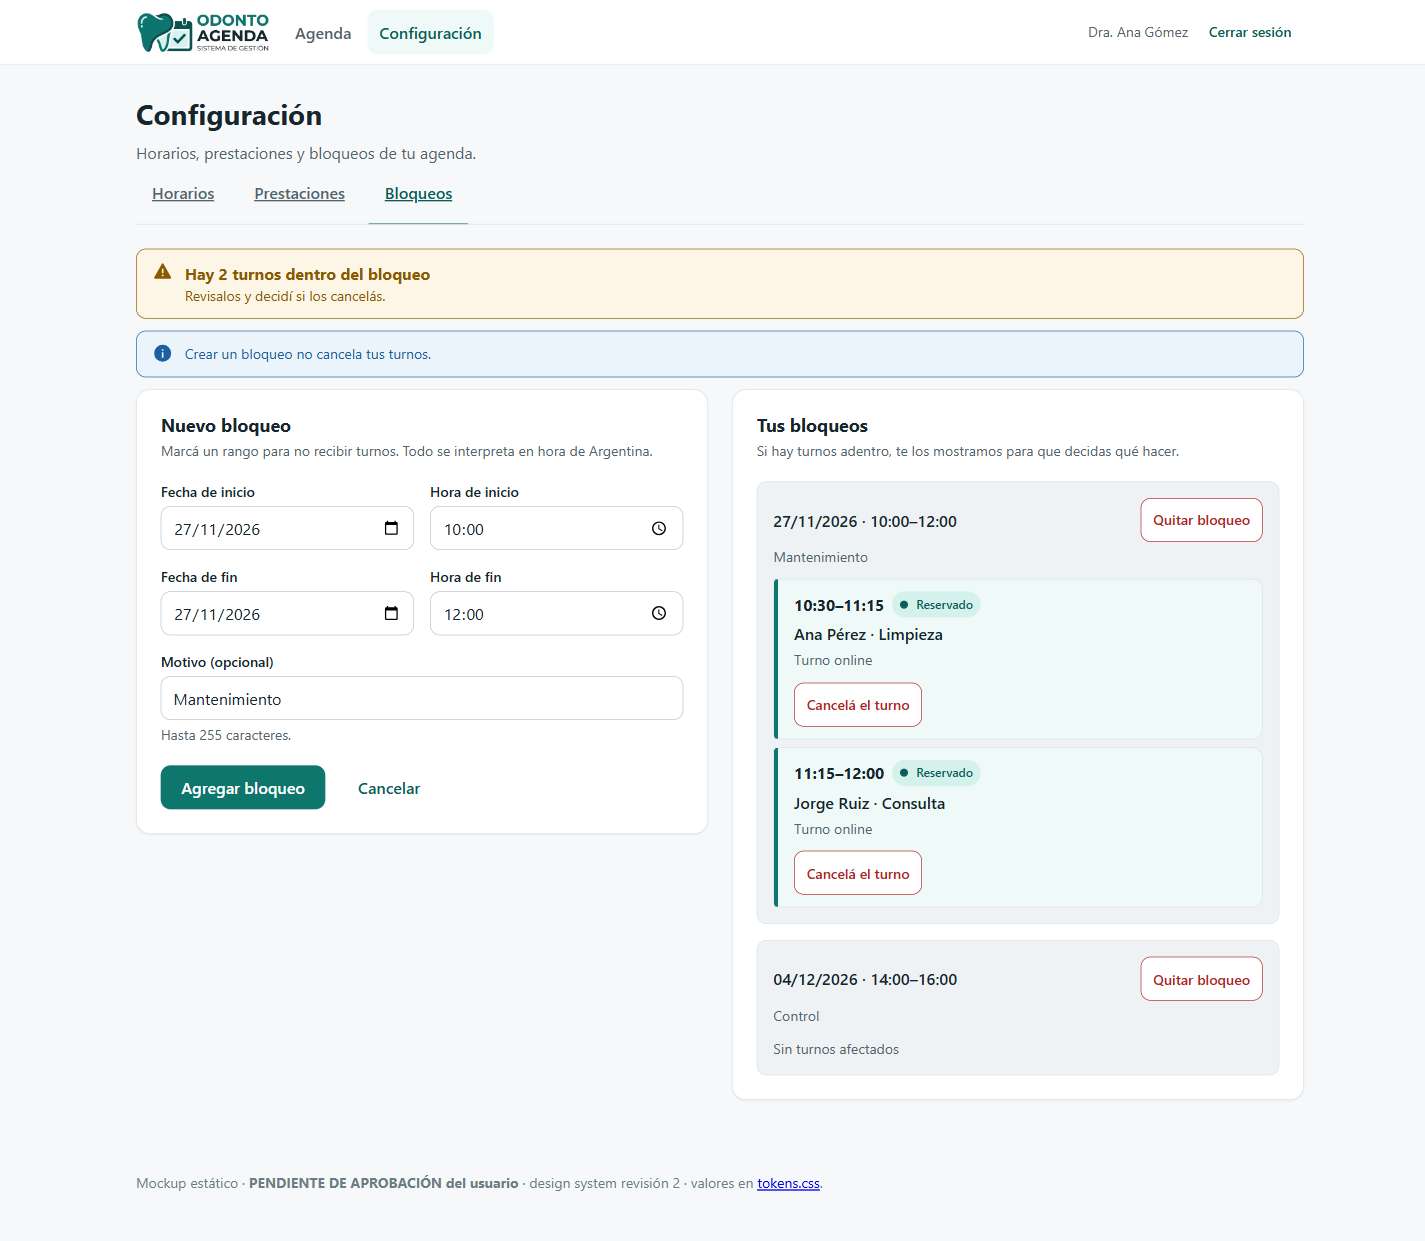 ODONTO
AGENDA
SISTEMA DE GESTIÓN
Agenda
Configuración
Dra. Ana Gómez
Cerrar sesión
Configuración
Horarios, prestaciones y bloqueos de tu agenda.
Horarios
Prestaciones
Bloqueos
Hay 2 turnos dentro del bloqueo
Revisalos y decidí si los cancelás.
Crear un bloqueo no cancela tus turnos.
Nuevo bloqueo
Marcá un rango para no recibir turnos. Todo se interpreta en hora de Argentina.
Fecha de inicio
Hora de inicio
27/11/2026
10:00
Fecha de fin
Hora de fin
27/11/2026
12:00
Motivo (opcional)
Mantenimiento
Hasta 255 caracteres.
Agregar bloqueo
Cancelar
Tus bloqueos
Si hay turnos adentro, te los mostramos para que decidas qué hacer.
27/11/2026 · 10:00–12:00
Quitar bloqueo
Mantenimiento
10:30–11:15
Reservado
Ana Pérez · Limpieza
Turno online
Cancelá el turno
11:15–12:00
Reservado
Jorge Ruiz · Consulta
Turno online
Cancelá el turno
04/12/2026 · 14:00–16:00
Quitar bloqueo
Control
Sin turnos afectados
Mockup estático · PENDIENTE DE APROBACIÓN del usuario · design system revisión 2 · valores en tokens.css.